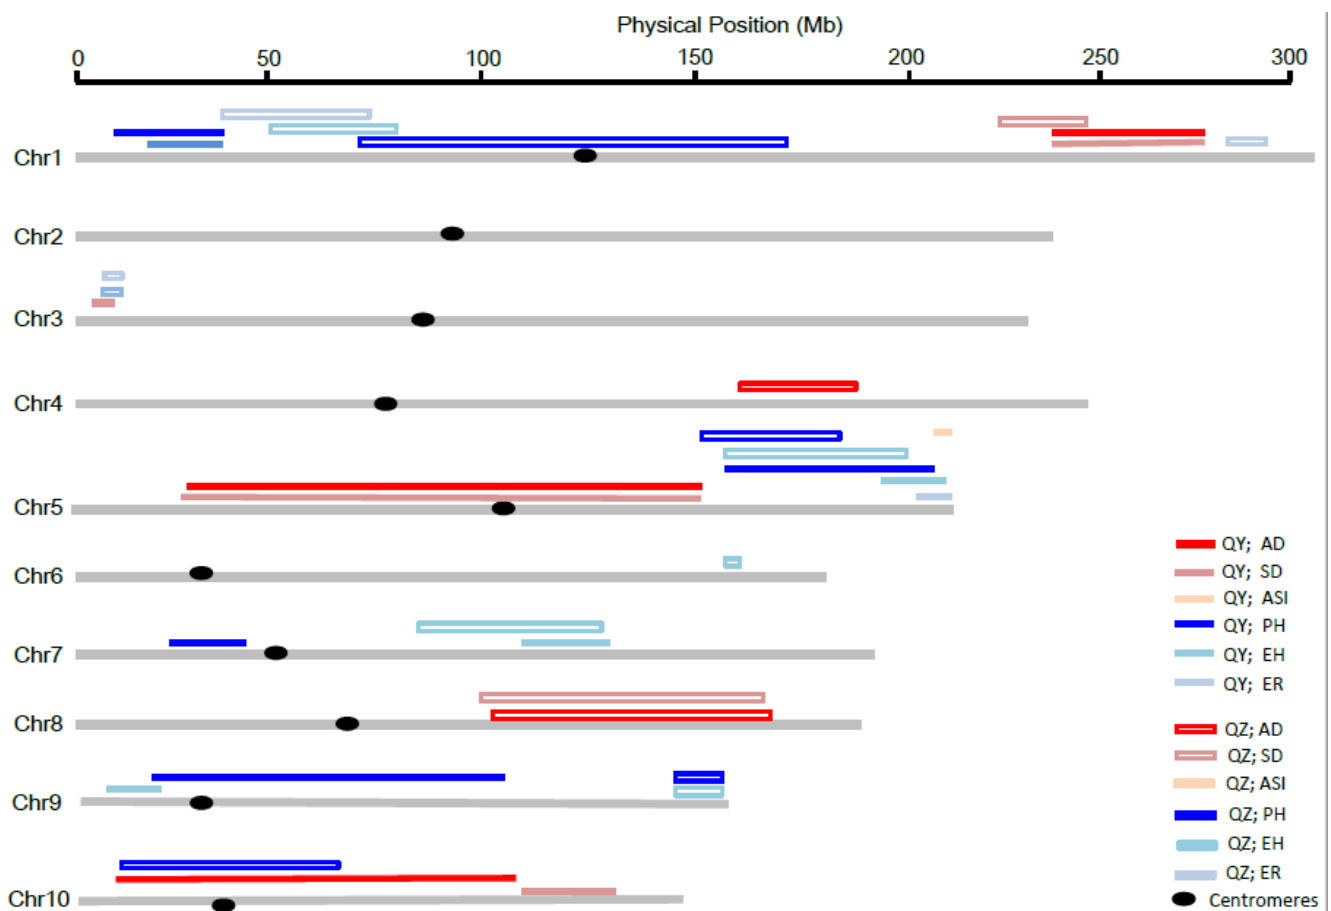 Physical Position (Mb)
0 50 100 150 200 250 300
Chr1
Chr2
Chr3
Chr4
Chr5
Chr6
Chr7
Chr8
Chr9
Chr10
QY; AD
QY; SD
QY; ASI
QY; PH
QY; EH
QY; ER
QZ; AD
QZ; SD
QZ; ASI
QZ; PH
QZ; EH
QZ; ER
Centromeres